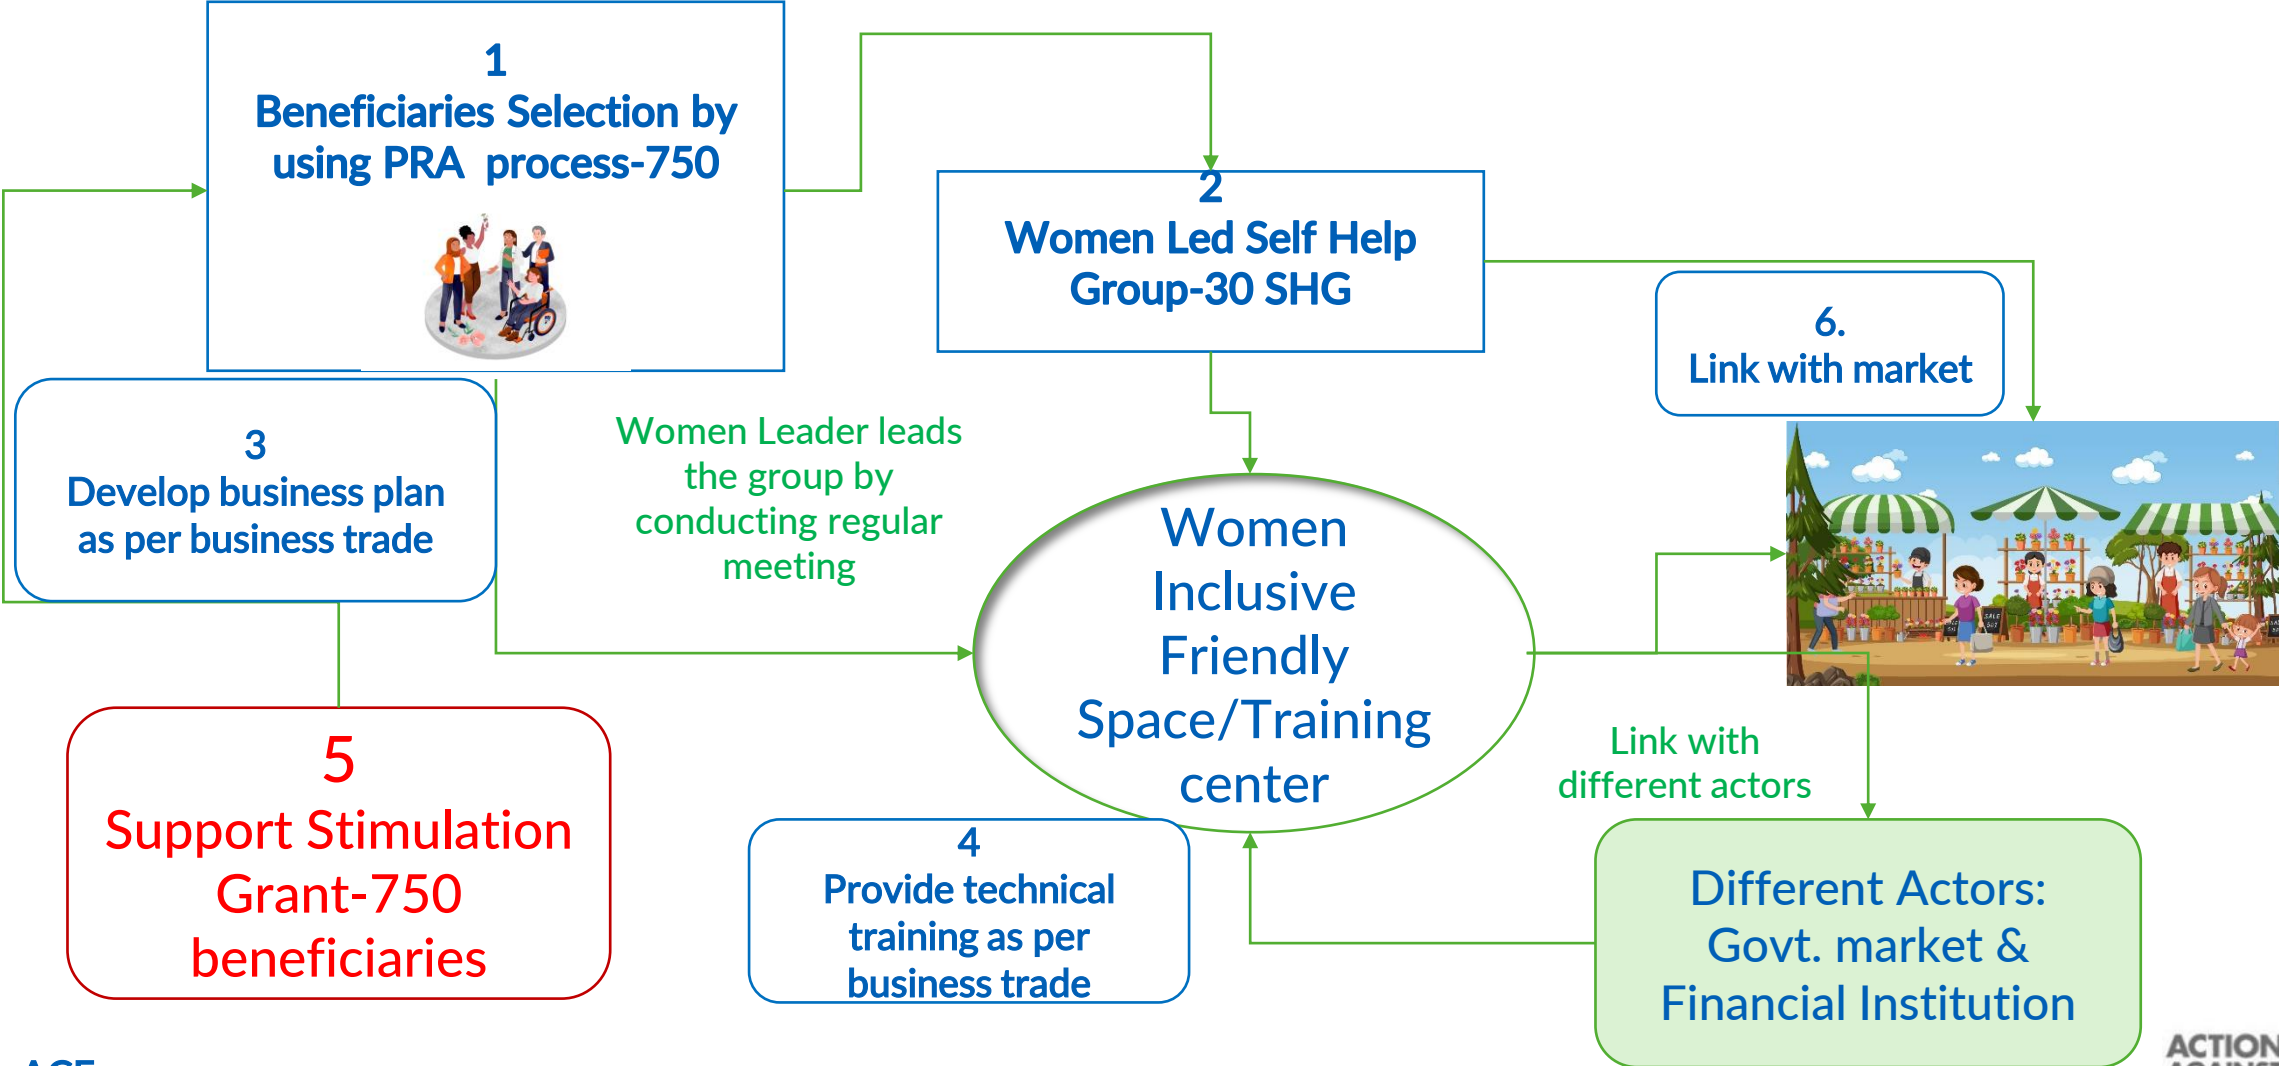 1
Beneficiaries Selection by
using PRA process-750
2
Women Led Self Help
Group-30 SHG
6.
Link with market
3
Develop business plan
as per business trade
Women Leader leads
the group by
conducting regular
meeting
Women
Inclusive
Friendly
Space/Training
center
SALE
5
Support Stimulation
Grant-750
beneficiaries
4
Provide technical
training as per
business trade
Link with
different actors
Different Actors:
Govt. market &
Financial Institution
ACTION